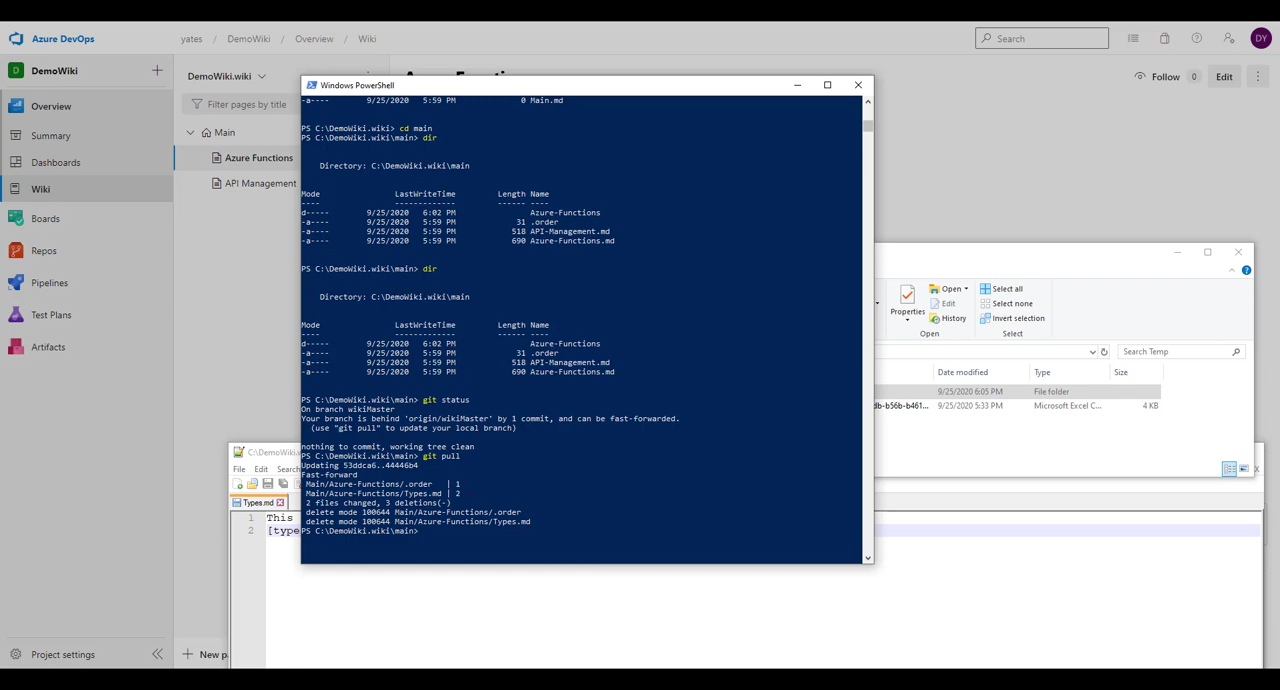 Azure DevOps
yates / DemoWiki / Overview / Wiki
Search
DY
D DemoWiki
DemoWiki.wiki
Follow 0 Edit
Overview
Filter pages by title
Summary
Main
Dashboards
Azure Functions
Wiki
API Management
Boards
Repos
Pipelines
Test Plans
Artifacts
Project settings
New
Windows PowerShell
-a---- 9/25/2020 5:59 PM 0 Main.md
PS C:\DemoWiki.wiki> cd main
PS C:\DemoWiki.wiki\main> dir
Directory: C:\DemoWiki.wiki\main
Mode LastWriteTime Length Name
---- ------------- ------ ----
d----- 9/25/2020 6:02 PM Azure-Functions
-a---- 9/25/2020 5:59 PM 31 .order
-a---- 9/25/2020 5:59 PM 518 API-Management.md
-a---- 9/25/2020 5:59 PM 690 Azure-Functions.md
PS C:\DemoWiki.wiki\main> dir
Directory: C:\DemoWiki.wiki\main
Mode LastWriteTime Length Name
---- ------------- ------ ----
d----- 9/25/2020 6:02 PM Azure-Functions
-a---- 9/25/2020 5:59 PM 31 .order
-a---- 9/25/2020 5:59 PM 518 API-Management.md
-a---- 9/25/2020 5:59 PM 690 Azure-Functions.md
PS C:\DemoWiki.wiki\main> git status
On branch wikiMaster
Your branch is behind 'origin/wikiMaster' by 1 commit, and can be fast-forwarded.
(use "git pull" to update your local branch)
nothing to commit, working tree clean
PS C:\DemoWiki.wiki\main> git pull
Updating 53ddca6..44446b4
Fast-forward
Main/Azure-Functions/.order | 1
Main/Azure-Functions/Types.md | 2
2 files changed, 3 deletions(-)
delete mode 100644 Main/Azure-Functions/.order
delete mode 100644 Main/Azure-Functions/Types.md
PS C:\DemoWiki.wiki\main>
Properties
Open
Edit
History
Open
Select all
Select none
Invert selection
Select
Search Temp
Date modified Type Size
9/25/2020 6:05 PM File folder
db-b56b-b461... 9/25/2020 5:33 PM Microsoft Excel C... 4 KB
C:\DemoWiki.
File Edit Search
Types.md
1 This
2 [type